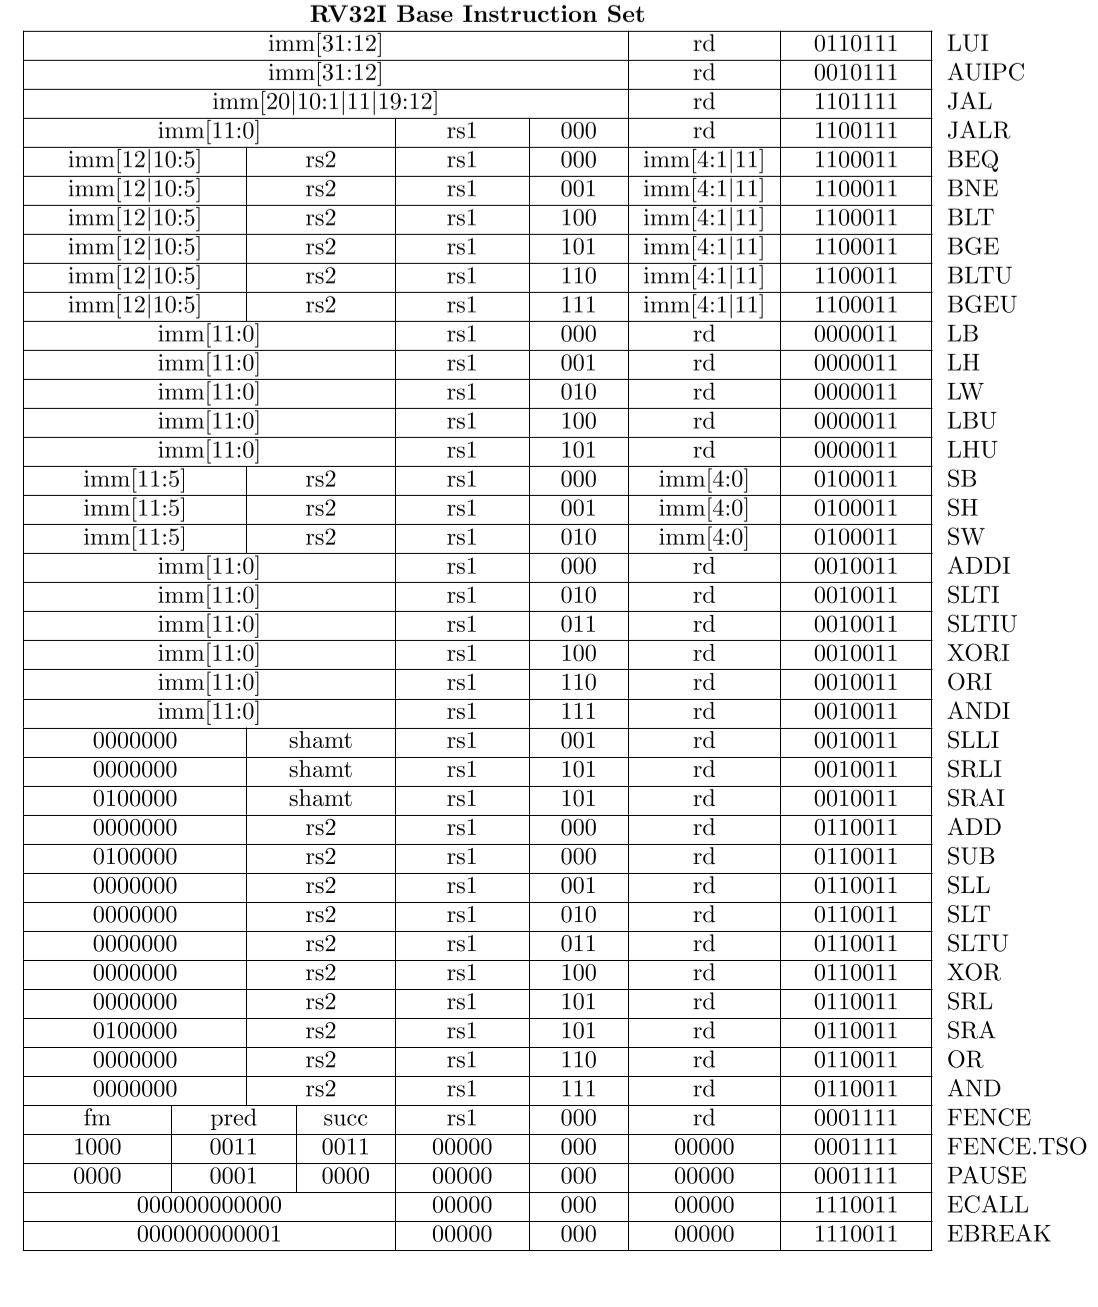 RV32I Base Instruction Set
imm[31:12] rd 0110111 LUI
imm[31:12] rd 0010111 AUIPC
imm[20|10:1|11|19:12] rd 1101111 JAL
imm[11:0] rs1 000 rd 1100111 JALR
imm[12|10:5] rs2 rs1 000 imm[4:1|11] 1100011 BEQ
imm[12|10:5] rs2 rs1 001 imm[4:1|11] 1100011 BNE
imm[12|10:5] rs2 rs1 100 imm[4:1|11] 1100011 BLT
imm[12|10:5] rs2 rs1 101 imm[4:1|11] 1100011 BGE
imm[12|10:5] rs2 rs1 110 imm[4:1|11] 1100011 BLTU
imm[12|10:5] rs2 rs1 111 imm[4:1|11] 1100011 BGEU
imm[11:0] rs1 000 rd 0000011 LB
imm[11:0] rs1 001 rd 0000011 LH
imm[11:0] rs1 010 rd 0000011 LW
imm[11:0] rs1 100 rd 0000011 LBU
imm[11:0] rs1 101 rd 0000011 LHU
imm[11:5] rs2 rs1 000 imm[4:0] 0100011 SB
imm[11:5] rs2 rs1 001 imm[4:0] 0100011 SH
imm[11:5] rs2 rs1 010 imm[4:0] 0100011 SW
imm[11:0] rs1 000 rd 0010011 ADDI
imm[11:0] rs1 010 rd 0010011 SLTI
imm[11:0] rs1 011 rd 0010011 SLTIU
imm[11:0] rs1 100 rd 0010011 XORI
imm[11:0] rs1 110 rd 0010011 ORI
imm[11:0] rs1 111 rd 0010011 ANDI
0000000 shamt rs1 001 rd 0010011 SLLI
0000000 shamt rs1 101 rd 0010011 SRLI
0100000 shamt rs1 101 rd 0010011 SRAI
0000000 rs2 rs1 000 rd 0110011 ADD
0100000 rs2 rs1 000 rd 0110011 SUB
0000000 rs2 rs1 001 rd 0110011 SLL
0000000 rs2 rs1 010 rd 0110011 SLT
0000000 rs2 rs1 011 rd 0110011 SLTU
0000000 rs2 rs1 100 rd 0110011 XOR
0000000 rs2 rs1 101 rd 0110011 SRL
0100000 rs2 rs1 101 rd 0110011 SRA
0000000 rs2 rs1 110 rd 0110011 OR
0000000 rs2 rs1 111 rd 0110011 AND
fm pred succ rs1 000 rd 0001111 FENCE
1000 0011 0011 00000 000 00000 0001111 FENCE.TSO
0000 0001 0000 00000 000 00000 0001111 PAUSE
000000000000 00000 000 00000 1110011 ECALL
000000000001 00000 000 00000 1110011 EBREAK